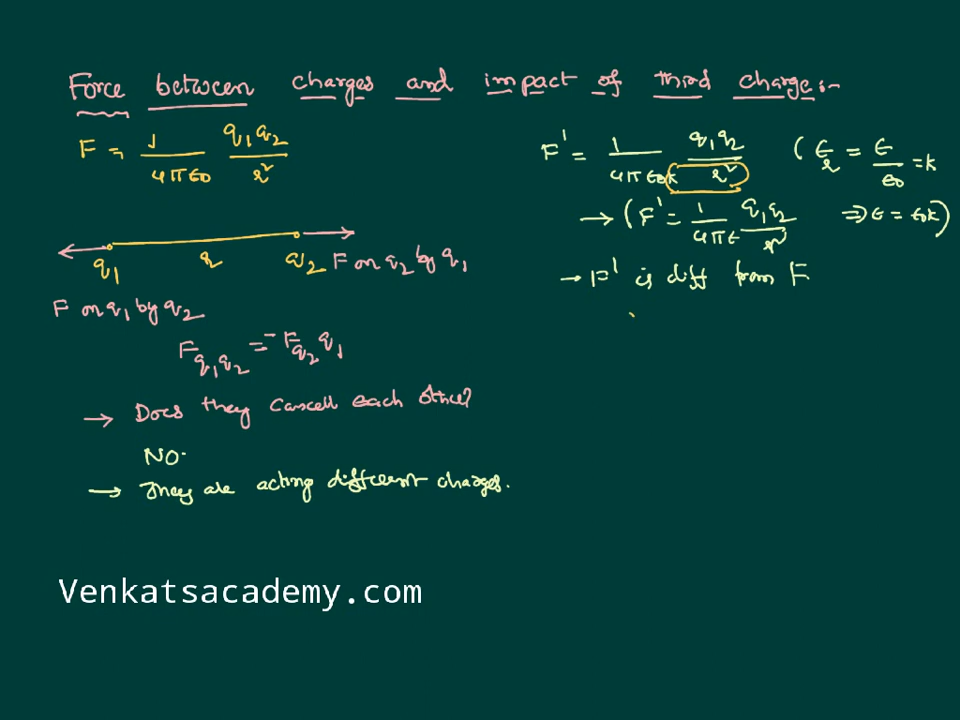 Force between charges and impact of third charge:-
F = 1/4πε0 q1q2/r²
q1 r q2 F on q2 by q1
F on q1 by q2
Fq1q2 = -Fq2q1
→ Does they cancell each other?
NO.
→ They are acting different charges.
F' = 1/4πε0k q1q2/r² (εr = ε/ε0 = k
→ (F' = 1/4πε q1q2/r² ⇒ ε = ε0k)
→ F' is diff from F
Venkatsacademy.com